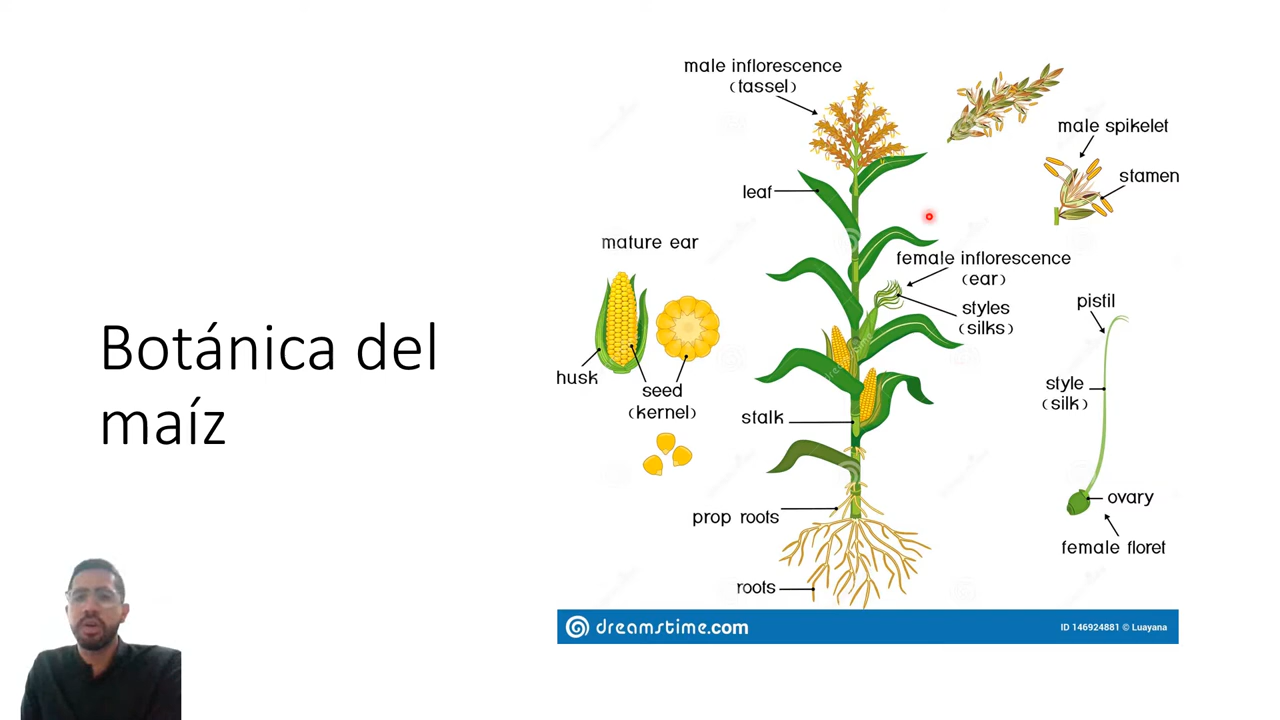 Botánica del
maíz
male inflorescence
(tassel)
male spikelet
stamen
leaf
mature ear
female inflorescence
(ear)
styles
(silks)
pistil
husk
seed
(kernel)
style
(silk)
stalk
prop roots
ovary
female floret
roots
dreamstime.com
ID 146924881 © Luayana